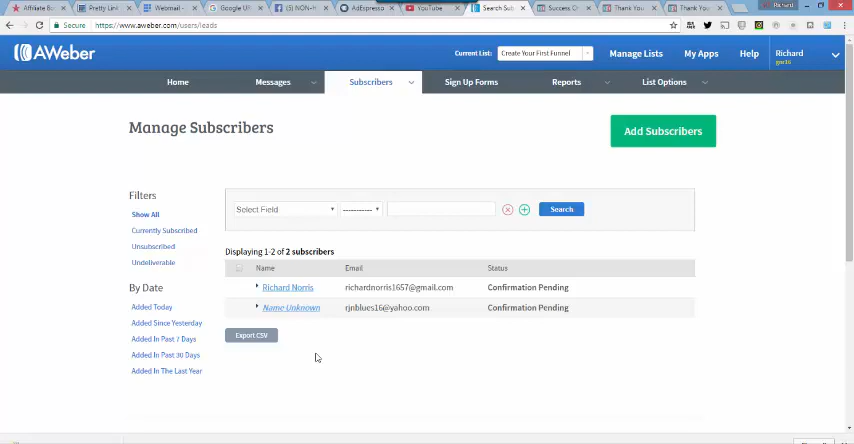 Affiliate B
Pretty Link
Webmail -
Google UR
(5) NON-H
AdEspresso
YouTube
Search Sub
Success O
Thank You
Thank You
Richard
Secure https://www.aweber.com/users/leads
AWeber
Current List: Create Your First Funnel
Manage Lists My Apps Help Richard
Home Messages Subscribers Sign Up Forms Reports List Options
Manage Subscribers
Add Subscribers
Filters
Show All
Currently Subscribed
Unsubscribed
Undeliverable
By Date
Added Today
Added Since Yesterday
Added In Past 7 Days
Added In Past 30 Days
Added In The Last Year
Select Field ----------- Search
Displaying 1-2 of 2 subscribers
Name Email Status
Richard Norris richardnorris1657@gmail.com Confirmation Pending
Name Unknown rjnblues16@yahoo.com Confirmation Pending
Export CSV